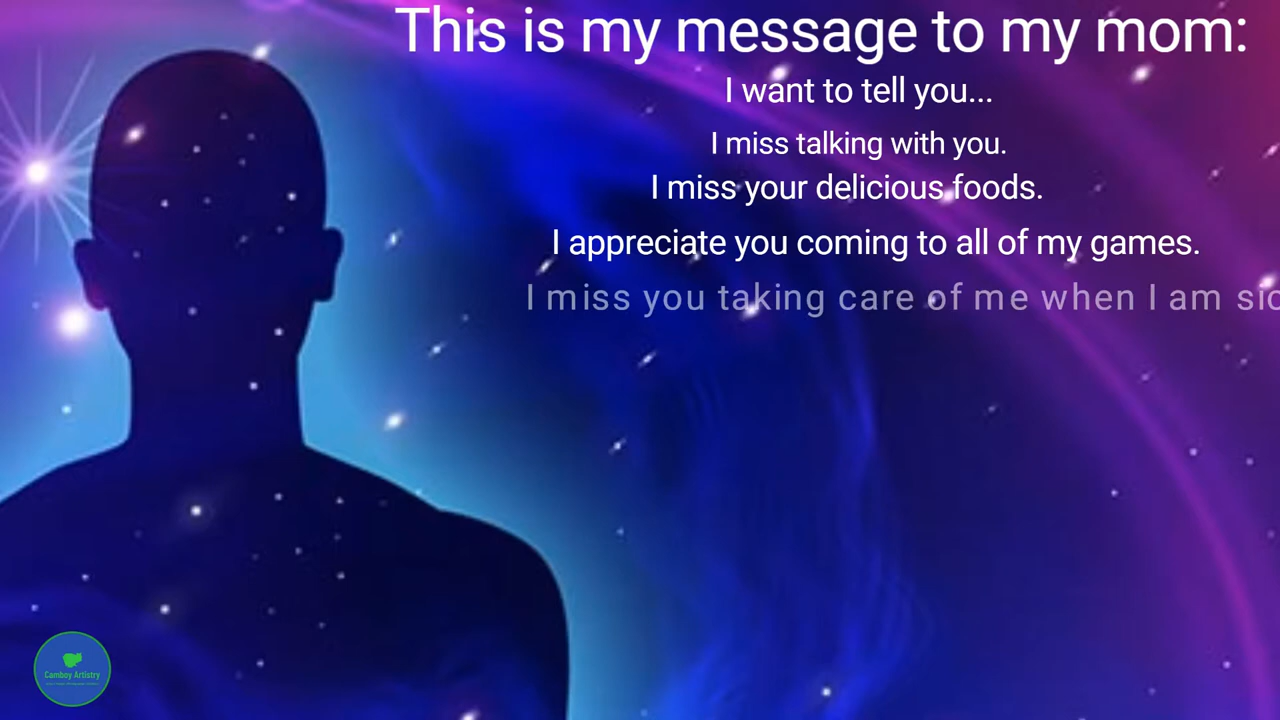 This is my message to my mom:
I want to tell you...
I miss talking with you.
I miss your delicious foods.
I appreciate you coming to all of my games.
I miss you taking care of me when I am sic
Camboy Artistry